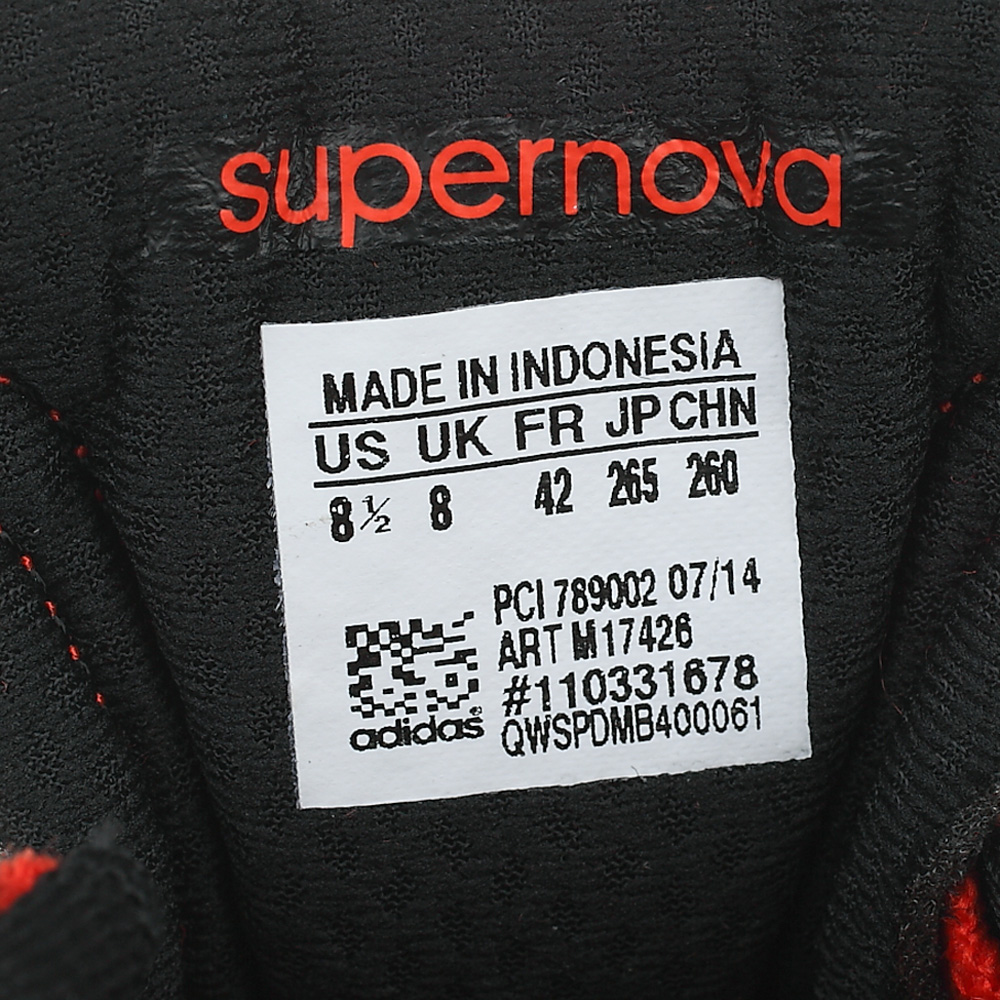 supernova
MADE IN INDONESIA
US UK FR JP CHN
8½ 8 42 265 260
PCI 789002 07/14
ART M17426
#110331678
QWSPDMB400061
adidas®